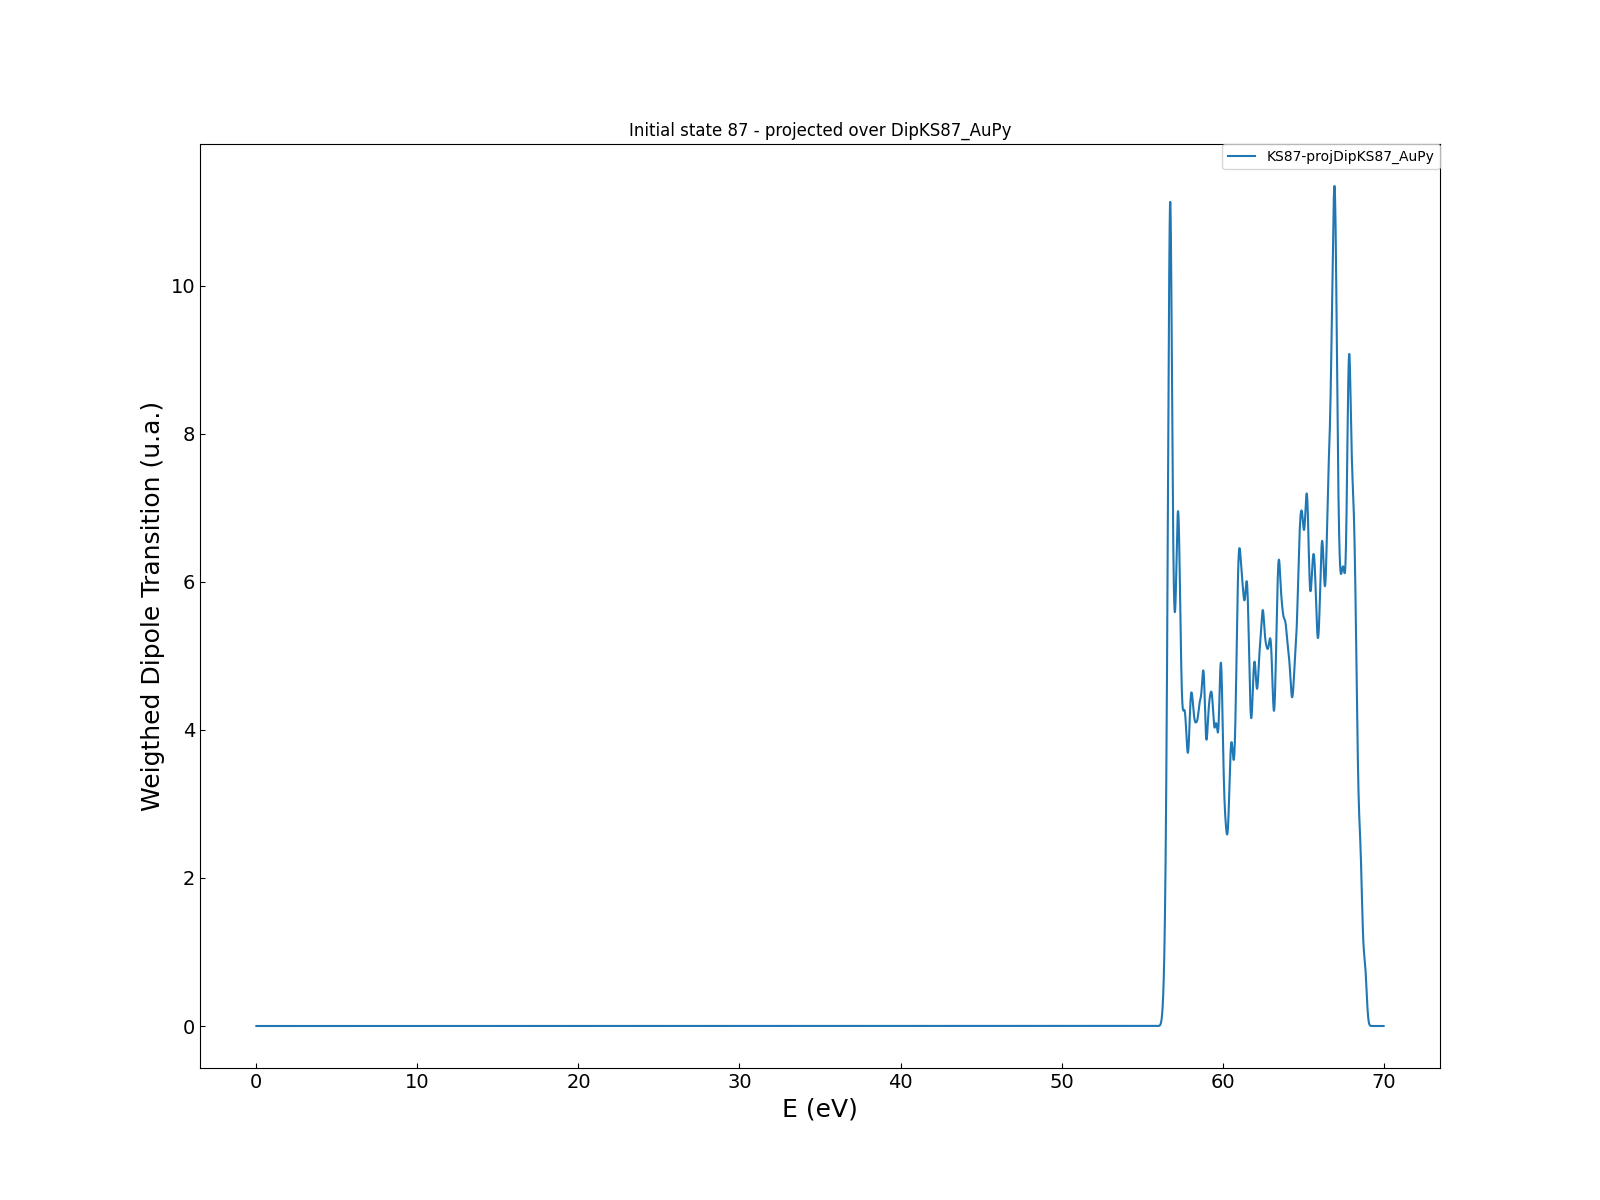 Initial state 87 - projected over DipKS87_AuPy
KS87-projDipKS87_AuPy
Weigthed Dipole Transition (u.a.)
10
8
6
4
2
0
0 10 20 30 40 50 60 70
E (eV)